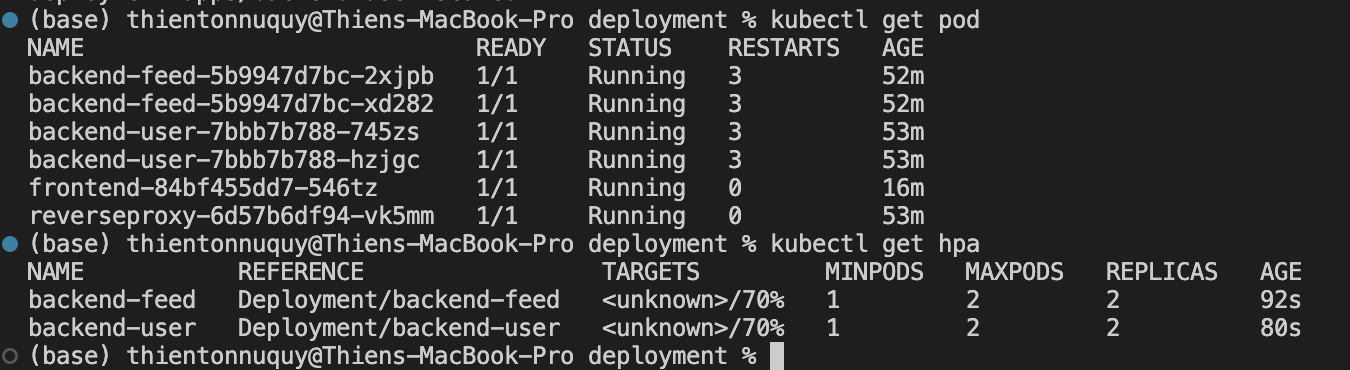 (base) thientonnuquy@Thiens-MacBook-Pro deployment % kubectl get pod
NAME                            READY   STATUS    RESTARTS   AGE
backend-feed-5b9947d7bc-2xjpb   1/1     Running   3          52m
backend-feed-5b9947d7bc-xd282   1/1     Running   3          52m
backend-user-7bbb7b788-745zs    1/1     Running   3          53m
backend-user-7bbb7b788-hzjgc    1/1     Running   3          53m
frontend-84bf455dd7-546tz       1/1     Running   0          16m
reverseproxy-6d57b6df94-vk5mm   1/1     Running   0          53m
(base) thientonnuquy@Thiens-MacBook-Pro deployment % kubectl get hpa
NAME           REFERENCE                 TARGETS         MINPODS   MAXPODS   REPLICAS   AGE
backend-feed   Deployment/backend-feed   <unknown>/70%   1         2         2          92s
backend-user   Deployment/backend-user   <unknown>/70%   1         2         2          80s
(base) thientonnuquy@Thiens-MacBook-Pro deployment %